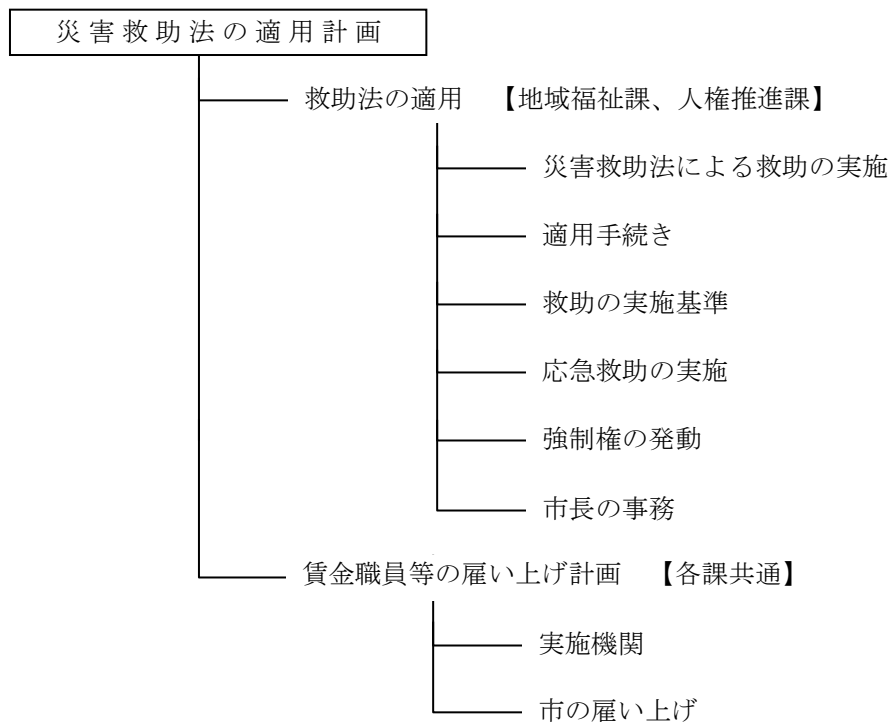 災害救助法の適用計画
救助法の適用　【地域福祉課、人権推進課】
災害救助法による救助の実施
適用手続き
救助の実施基準
応急救助の実施
強制権の発動
市長の事務
賃金職員等の雇い上げ計画　【各課共通】
実施機関
市の雇い上げ